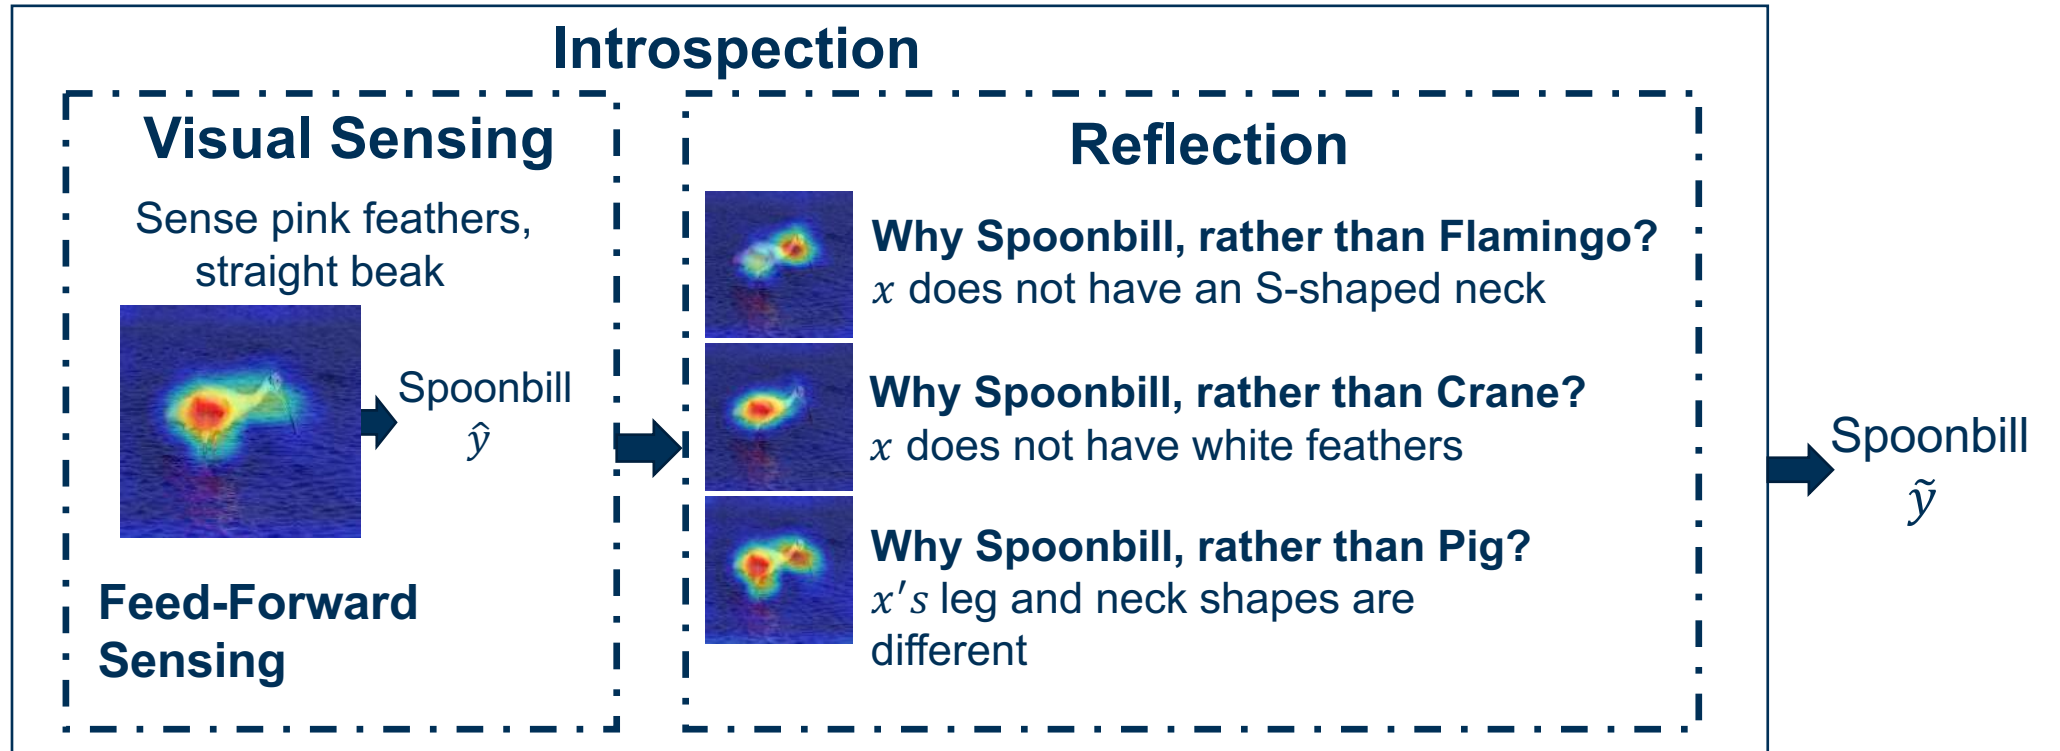 Introspection
Visual Sensing
Sense pink feathers,
straight beak
Spoonbill
ŷ
Feed-Forward
Sensing
Reflection
Why Spoonbill, rather than Flamingo?
x does not have an S-shaped neck
Why Spoonbill, rather than Crane?
x does not have white feathers
Why Spoonbill, rather than Pig?
x's leg and neck shapes are
different
Spoonbill
ỹ